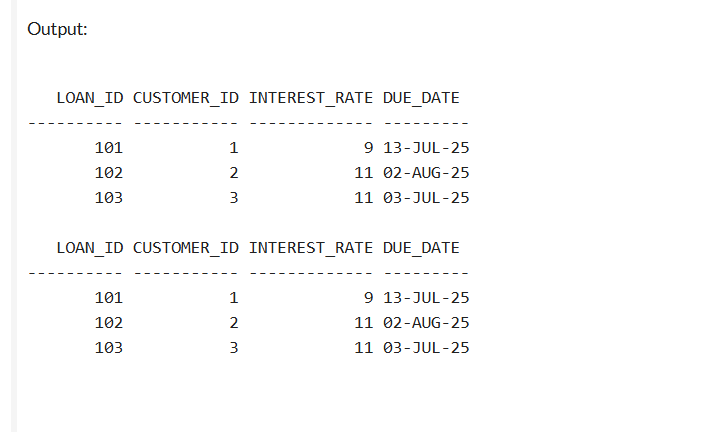 Output:
LOAN_ID CUSTOMER_ID INTEREST_RATE DUE_DATE
---------- ----------- ------------- ---------
101 1 9 13-JUL-25
102 2 11 02-AUG-25
103 3 11 03-JUL-25
LOAN_ID CUSTOMER_ID INTEREST_RATE DUE_DATE
---------- ----------- ------------- ---------
101 1 9 13-JUL-25
102 2 11 02-AUG-25
103 3 11 03-JUL-25